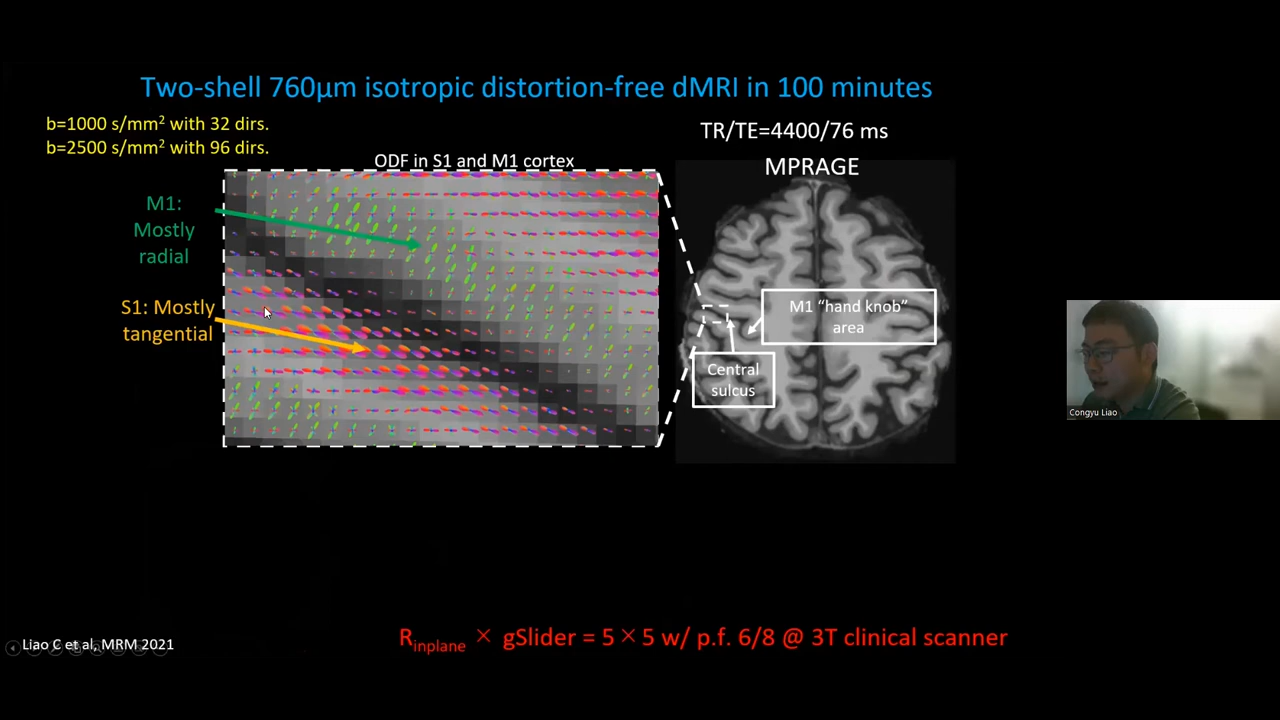 Two-shell 760μm isotropic distortion-free dMRI in 100 minutes
b=1000 s/mm² with 32 dirs.
b=2500 s/mm² with 96 dirs.
TR/TE=4400/76 ms
ODF in S1 and M1 cortex
MPRAGE
M1:
Mostly
radial
S1: Mostly
tangential
M1 “hand knob”
area
Central
sulcus
Congyu Liao
Liao C et al, MRM 2021
Rinplane × gSlider = 5×5 w/ p.f. 6/8 @ 3T clinical scanner